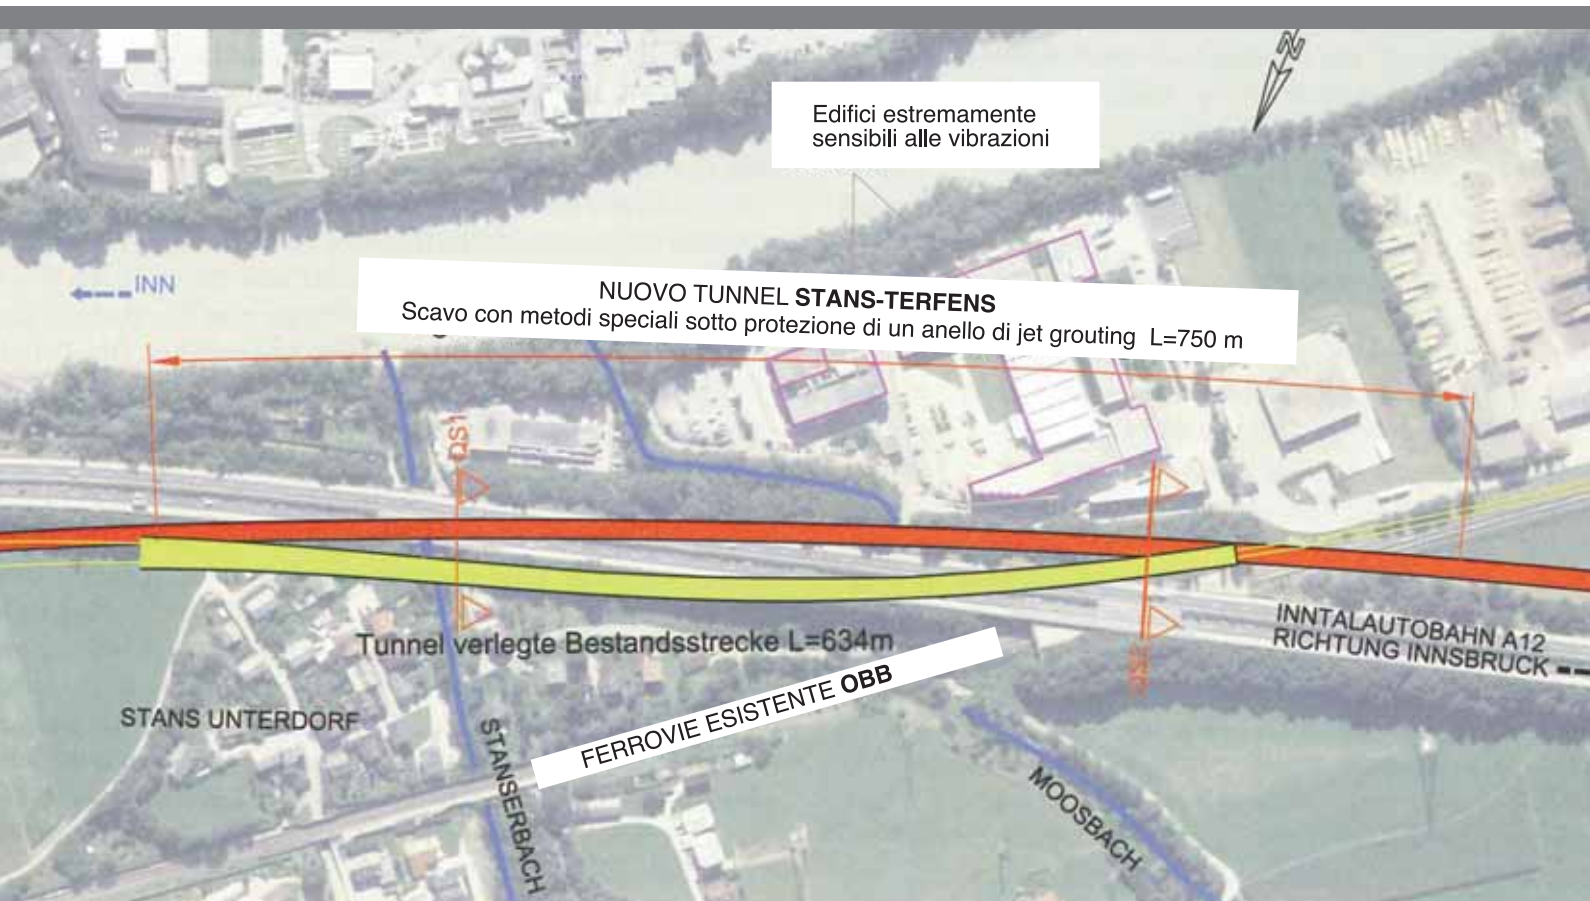 N
Edifici estremamente
sensibili alle vibrazioni
INN
NUOVO TUNNEL STANS-TERFENS
Scavo con metodi speciali sotto protezione di un anello di jet grouting L=750 m
QS1
Tunnel verlegte Bestandsstrecke L=634m
INNTALAUTOBAHN A12
RICHTUNG INNSBRUCK
FERROVIE ESISTENTE OBB
STANS UNTERDORF
STANSERBACH
MOOSBACH